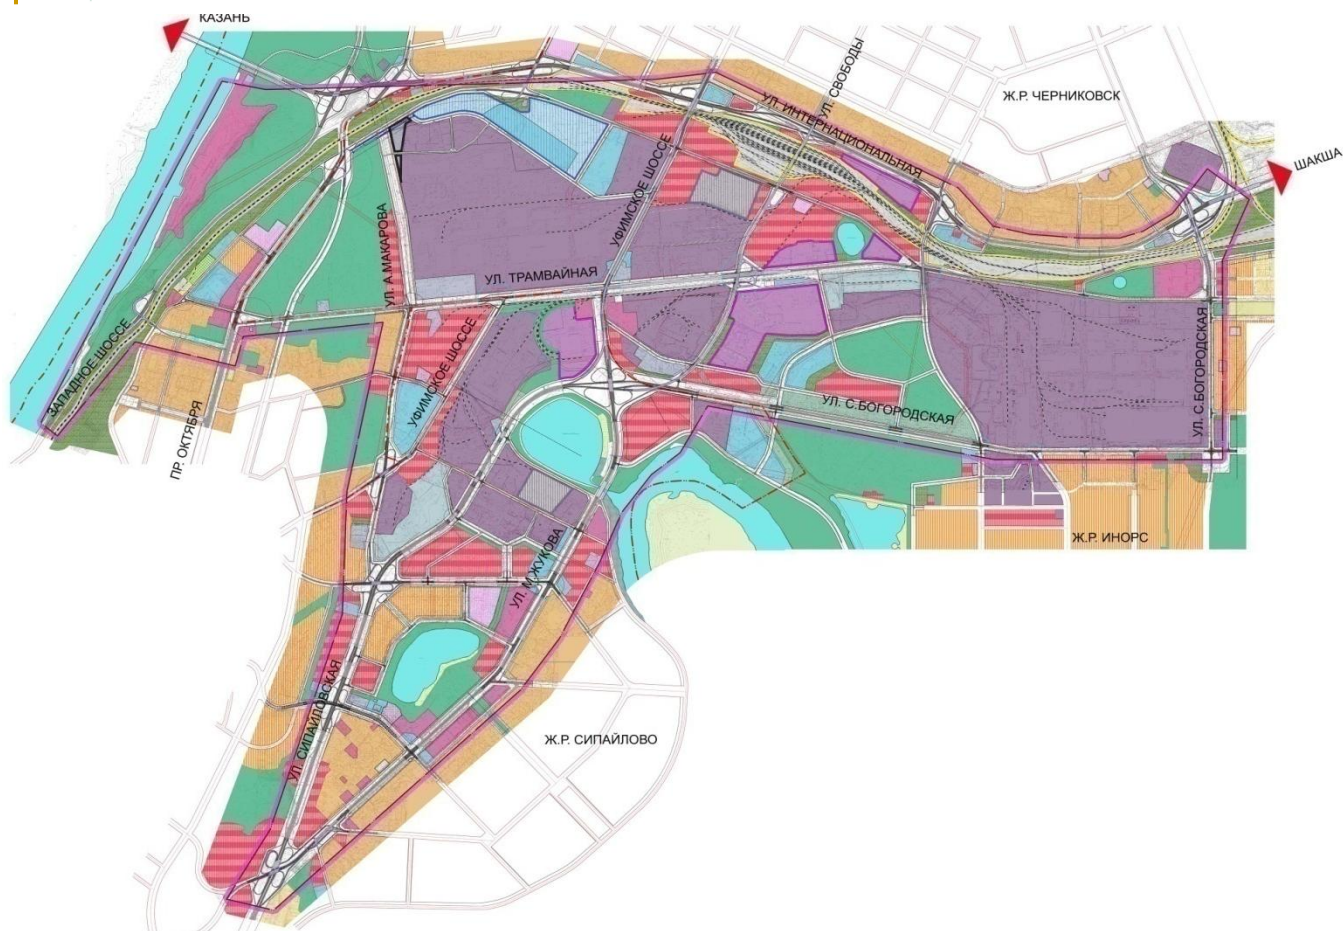 КАЗАНЬ
УЛ. СВОБОДЫ
Ж.Р. ЧЕРНИКОВСК
УЛ. ИНТЕРНАЦИОНАЛЬНАЯ
ШАКША
УФИМСКОЕ ШОССЕ
УЛ. А.МАКАРОВА
УЛ. ТРАМВАЙНАЯ
ЗАПАДНОЕ ШОССЕ
УФИМСКОЕ ШОССЕ
УЛ. С.БОГОРОДСКАЯ
УЛ. С.БОГОРОДСКАЯ
ПР. ОКТЯБРЯ
Ж.Р. ИНОРС
УЛ. М.ЖУКОВА
УЛ. СИПАЙЛОВСКАЯ
Ж.Р. СИПАЙЛОВО